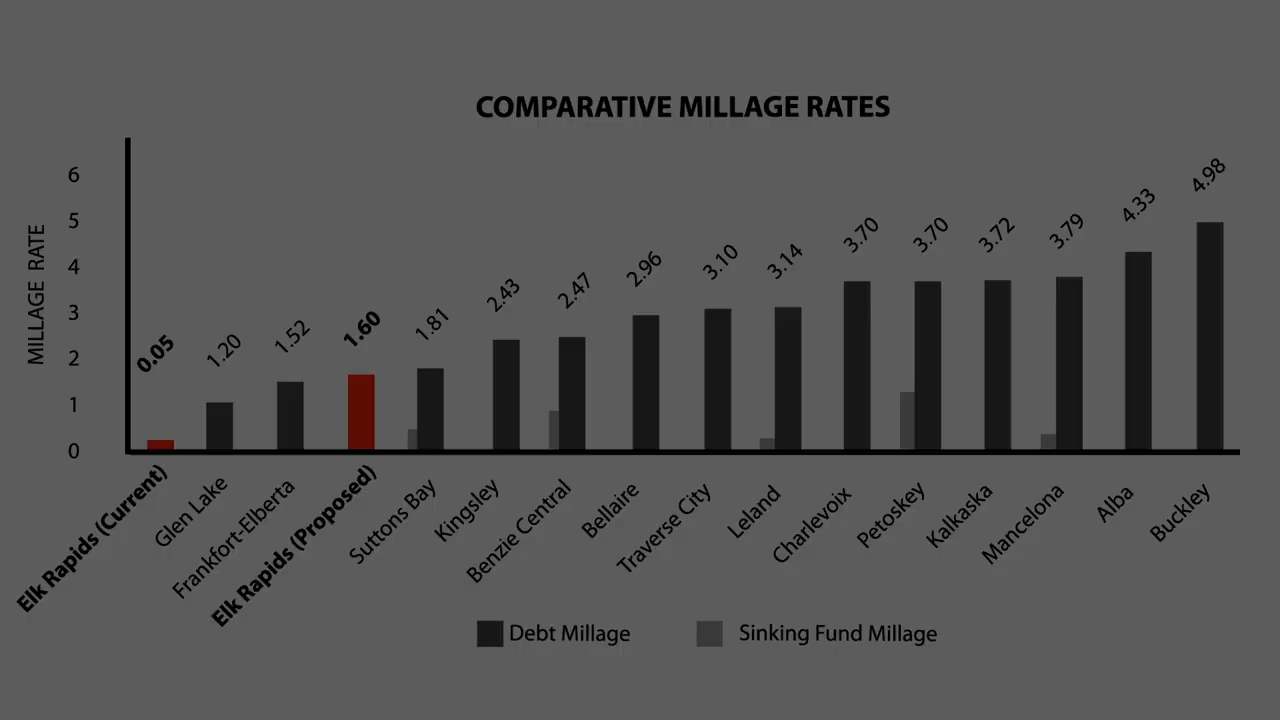 COMPARATIVE MILLAGE RATES
MILLAGE RATE
6
5
4
3
2
1
0
0.05
1.20
1.52
1.60
1.81
2.43
2.47
2.96
3.10
3.14
3.70
3.70
3.72
3.79
4.33
4.98
Elk Rapids (Current)
Glen Lake
Frankfort-Elberta
Elk Rapids (Proposed)
Suttons Bay
Kingsley
Benzie Central
Bellaire
Traverse City
Leland
Charlevoix
Petoskey
Kalkaska
Mancelona
Alba
Buckley
Debt Millage
Sinking Fund Millage